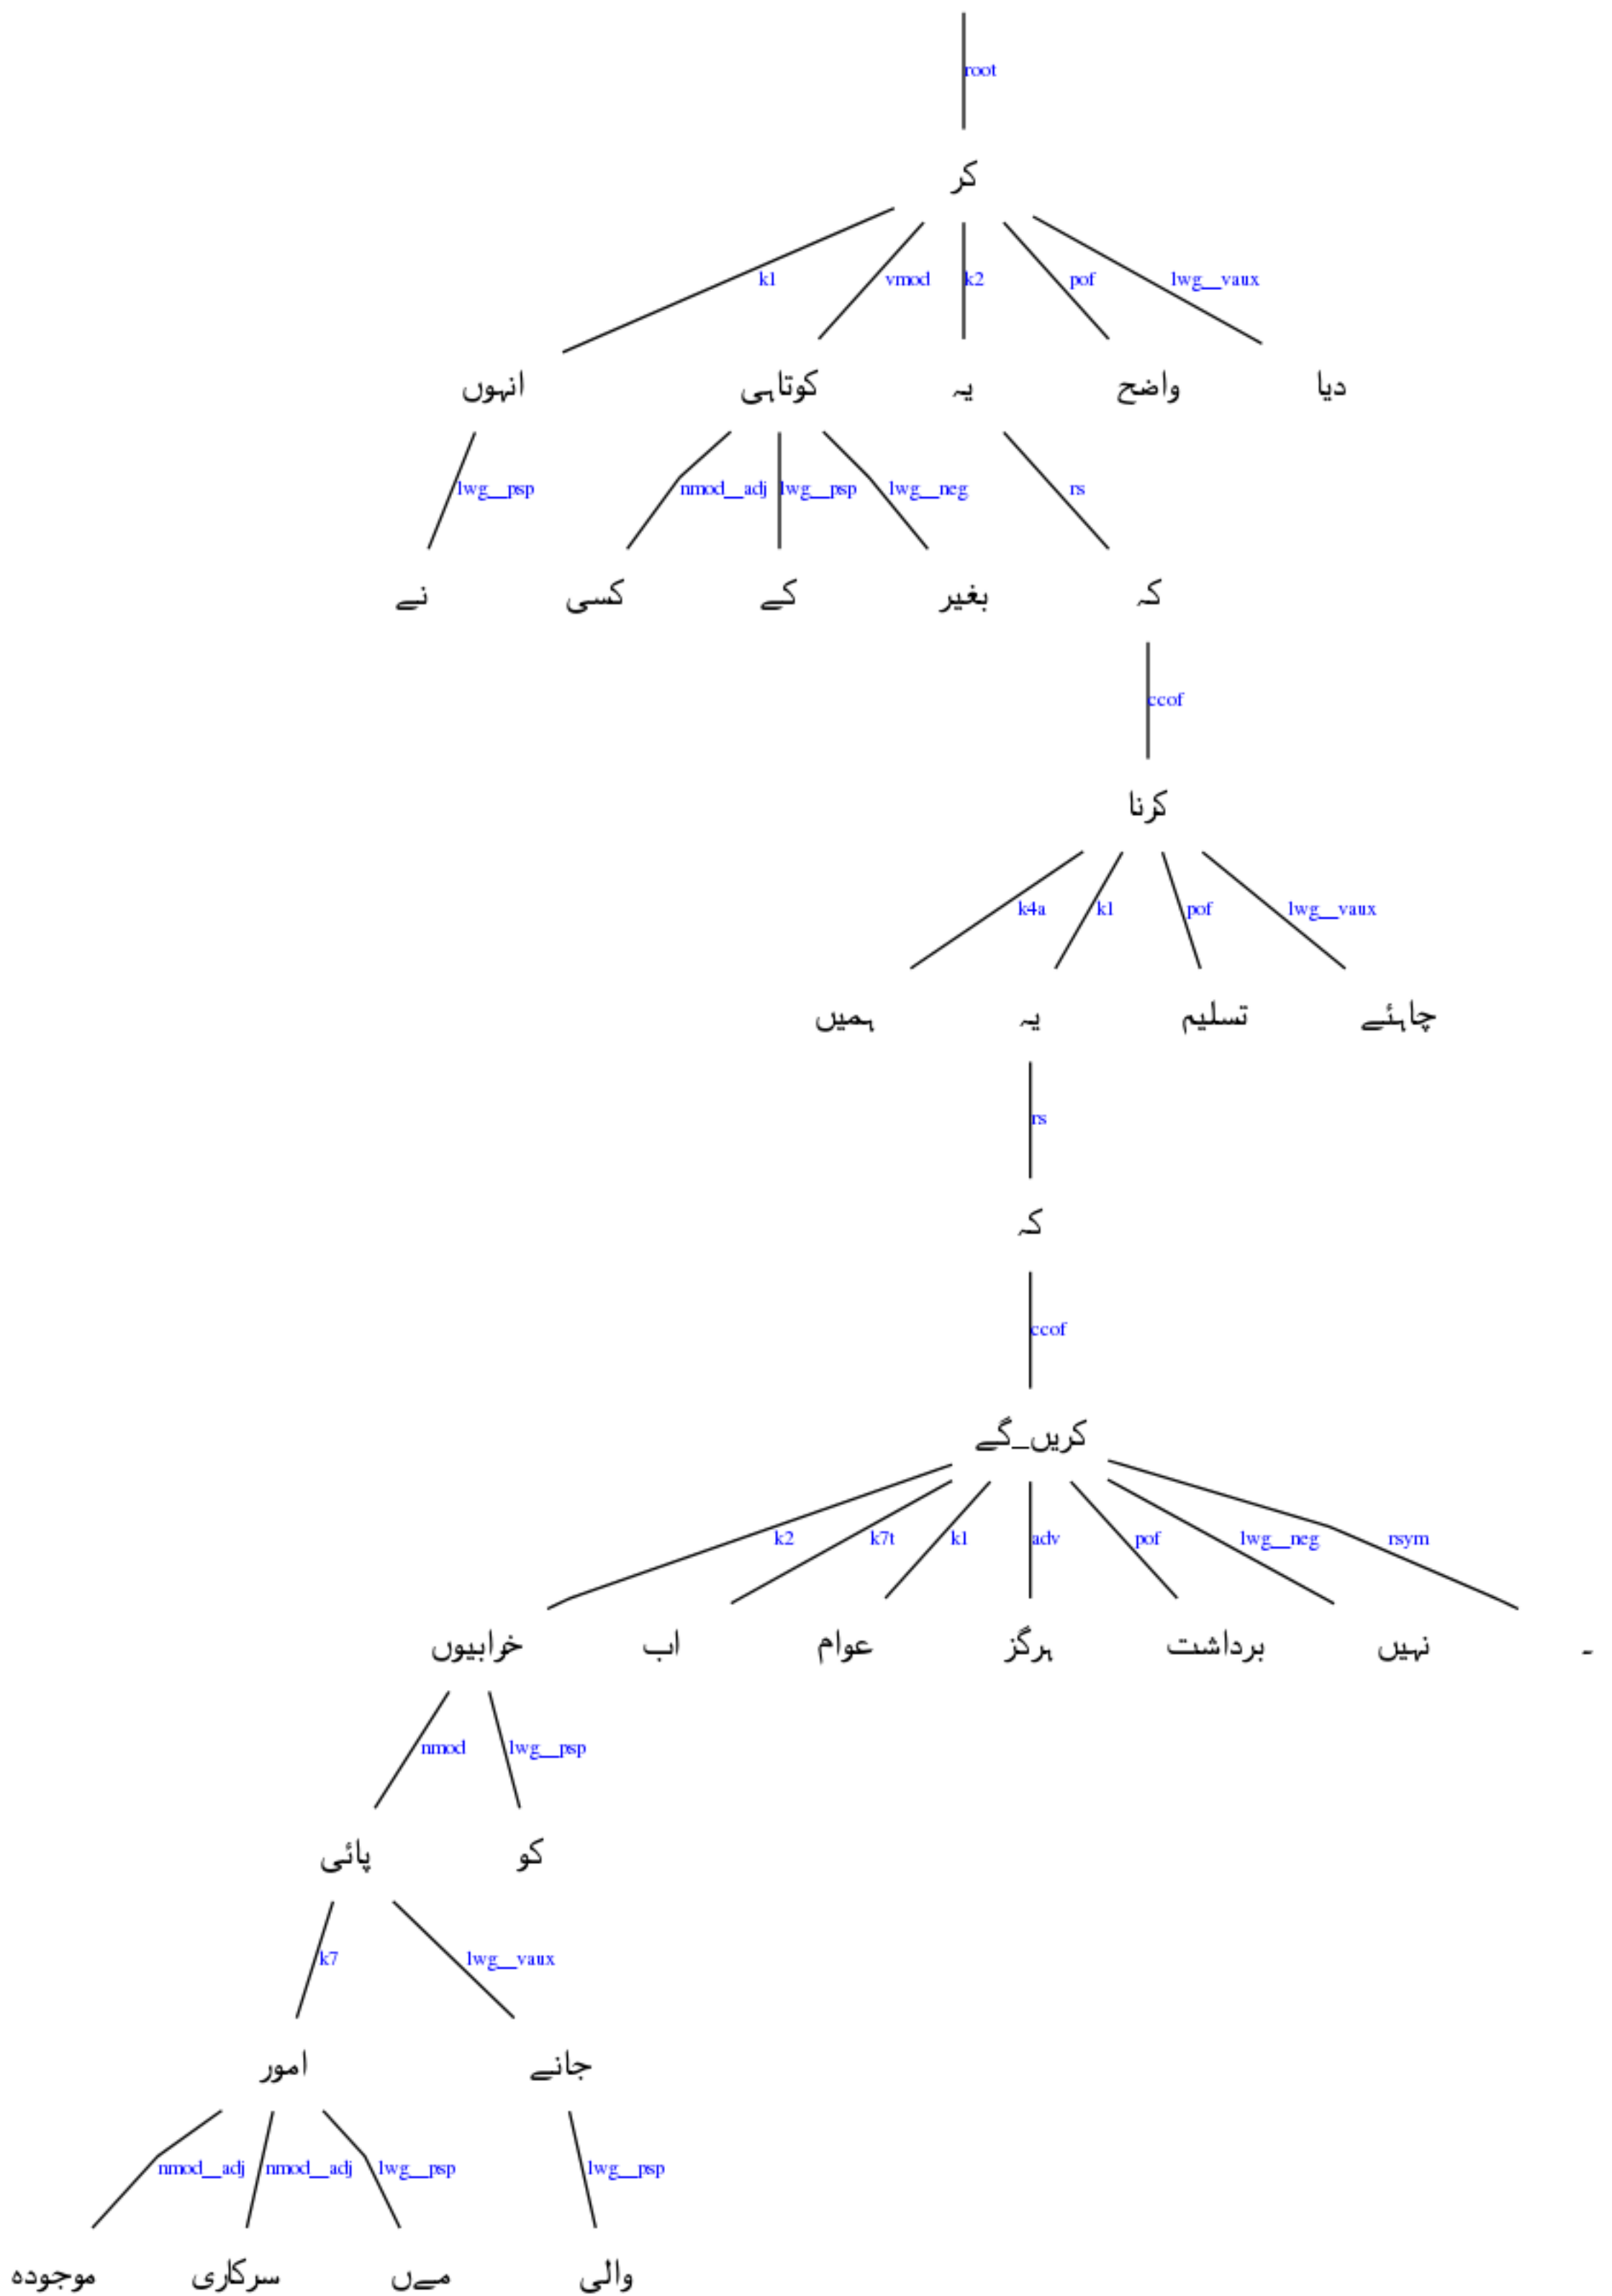 root
کر
k1 vmod k2 pof lwg__vaux
انہوں کوتاہی یہ واضح دیا
lwg__psp nmod__adj lwg__psp lwg__neg rs
نے کسی کے بغیر کہ
ccof
کرنا
k4a k1 pof lwg__vaux
ہمیں یہ تسلیم چاہئے
rs
کہ
ccof
کریں_گے
k2 k7t k1 adv pof lwg__neg rsym
خرابیوں اب عوام ہرگز برداشت نہیں ۔
nmod lwg__psp
پائی کو
k7 lwg__vaux
امور جانے
nmod__adj nmod__adj lwg__psp lwg__psp
موجودہ سرکاری مےں والی